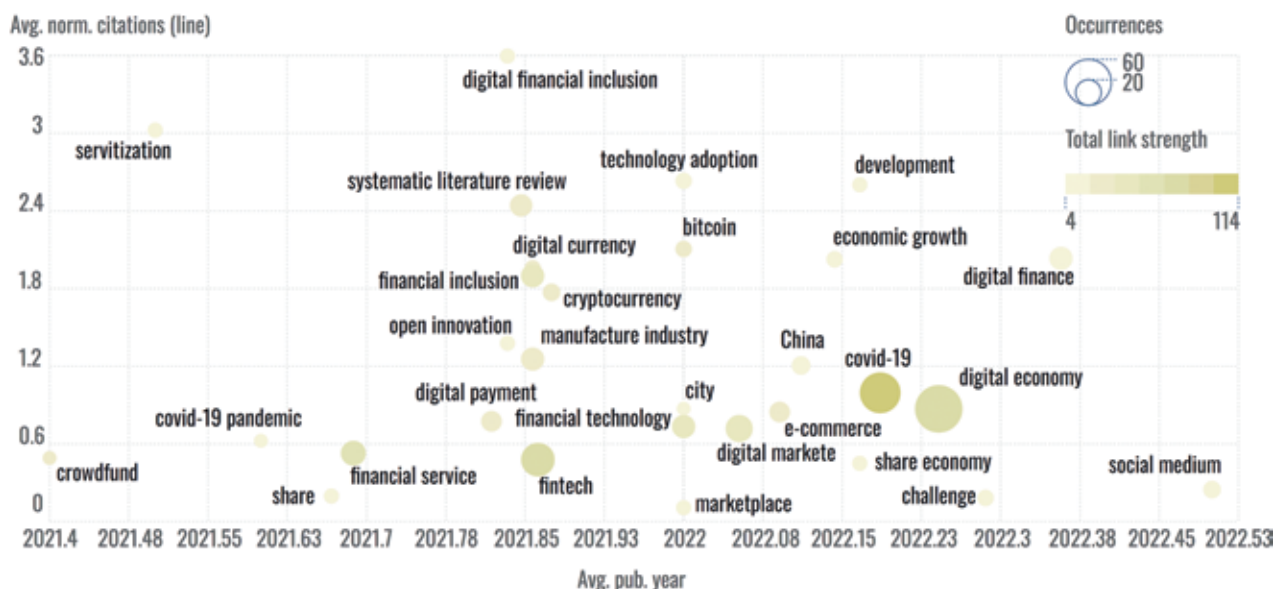 Avg. norm. citations (line)
Occurrences
3.6
60
20
digital financial inclusion
3
Total link strength
servitization
technology adoption
development
systematic literature review
4
114
2.4
bitcoin
digital currency
economic growth
financial inclusion
digital finance
1.8
cryptocurrency
open innovation
manufacture industry
China
covid-19
1.2
digital economy
digital payment
city
covid-19 pandemic
financial technology
e-commerce
0.6
digital markete
share economy
social medium
crowdfund
financial service
fintech
share
marketplace
challenge
0
2021.4 2021.48 2021.55 2021.63 2021.7 2021.78 2021.85 2021.93 2022 2022.08 2022.15 2022.23 2022.3 2022.38 2022.45 2022.53
Avg. pub. year